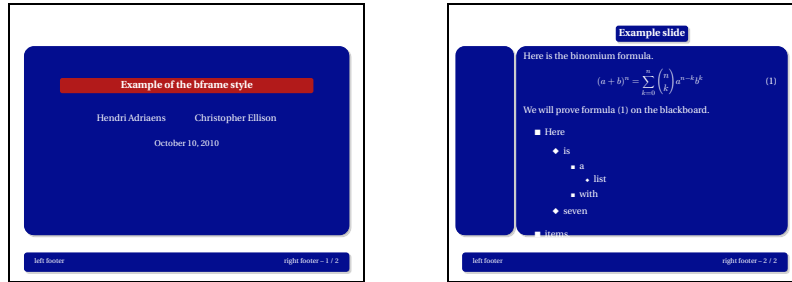 Example of the bframe style
Hendri Adriaens Christopher Ellison
October 10, 2010
left footer right footer – 1 / 2
Example slide
Here is the binomium formula.
(a + b)^n = ∑_{k=0}^{n} \binom{n}{k} a^{n−k} b^k (1)
We will prove formula (1) on the blackboard.
■ Here
◆ is
■ a
• list
■ with
◆ seven
■ items
left footer right footer – 2 / 2